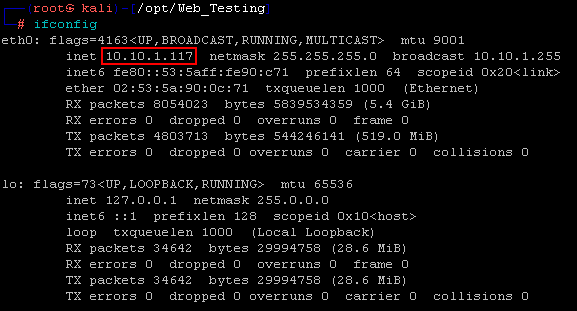 (root㉿ kali)-[/opt/Web_Testing]
# ifconfig
eth0: flags=4163<UP,BROADCAST,RUNNING,MULTICAST>  mtu 9001
inet 10.10.1.117  netmask 255.255.255.0  broadcast 10.10.1.255
inet6 fe80::53:5aff:fe90:c71  prefixlen 64  scopeid 0x20<link>
ether 02:53:5a:90:0c:71  txqueuelen 1000  (Ethernet)
RX packets 8054023  bytes 5839534359 (5.4 GiB)
RX errors 0  dropped 0  overruns 0  frame 0
TX packets 4803713  bytes 544246141 (519.0 MiB)
TX errors 0  dropped 0 overruns 0  carrier 0  collisions 0
lo: flags=73<UP,LOOPBACK,RUNNING>  mtu 65536
inet 127.0.0.1  netmask 255.0.0.0
inet6 ::1  prefixlen 128  scopeid 0x10<host>
loop  txqueuelen 1000  (Local Loopback)
RX packets 34642  bytes 29994758 (28.6 MiB)
RX errors 0  dropped 0  overruns 0  frame 0
TX packets 34642  bytes 29994758 (28.6 MiB)
TX errors 0  dropped 0 overruns 0  carrier 0  collisions 0